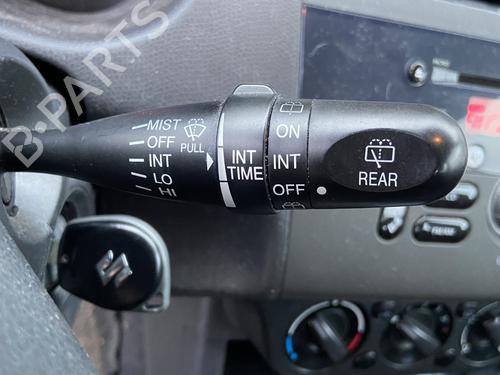 B-PARTS
MIST
OFF
INT
LO
HI
PULL
INT
TIME
ON
INT
OFF
REAR